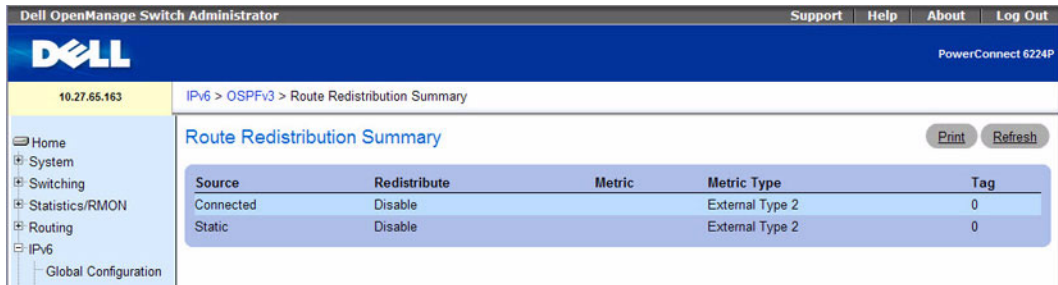 Dell OpenManage Switch Administrator
Support Help About Log Out
DELL
PowerConnect 6224P
10.27.65.163
IPv6 > OSPFv3 > Route Redistribution Summary
Home
System
Switching
Statistics/RMON
Routing
IPv6
Global Configuration
Route Redistribution Summary
Print Refresh
Source Redistribute Metric Metric Type Tag
Connected Disable External Type 2 0
Static Disable External Type 2 0